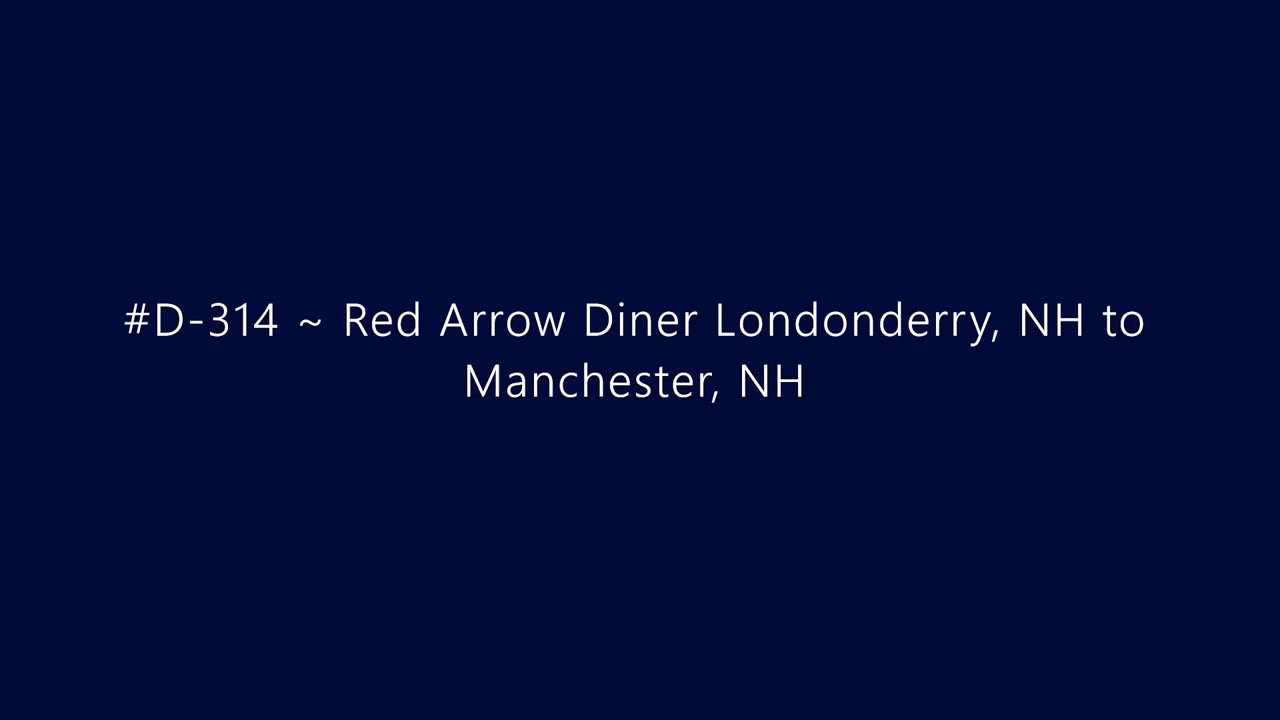 #D-314 ~ Red Arrow Diner Londonderry, NH to
Manchester, NH